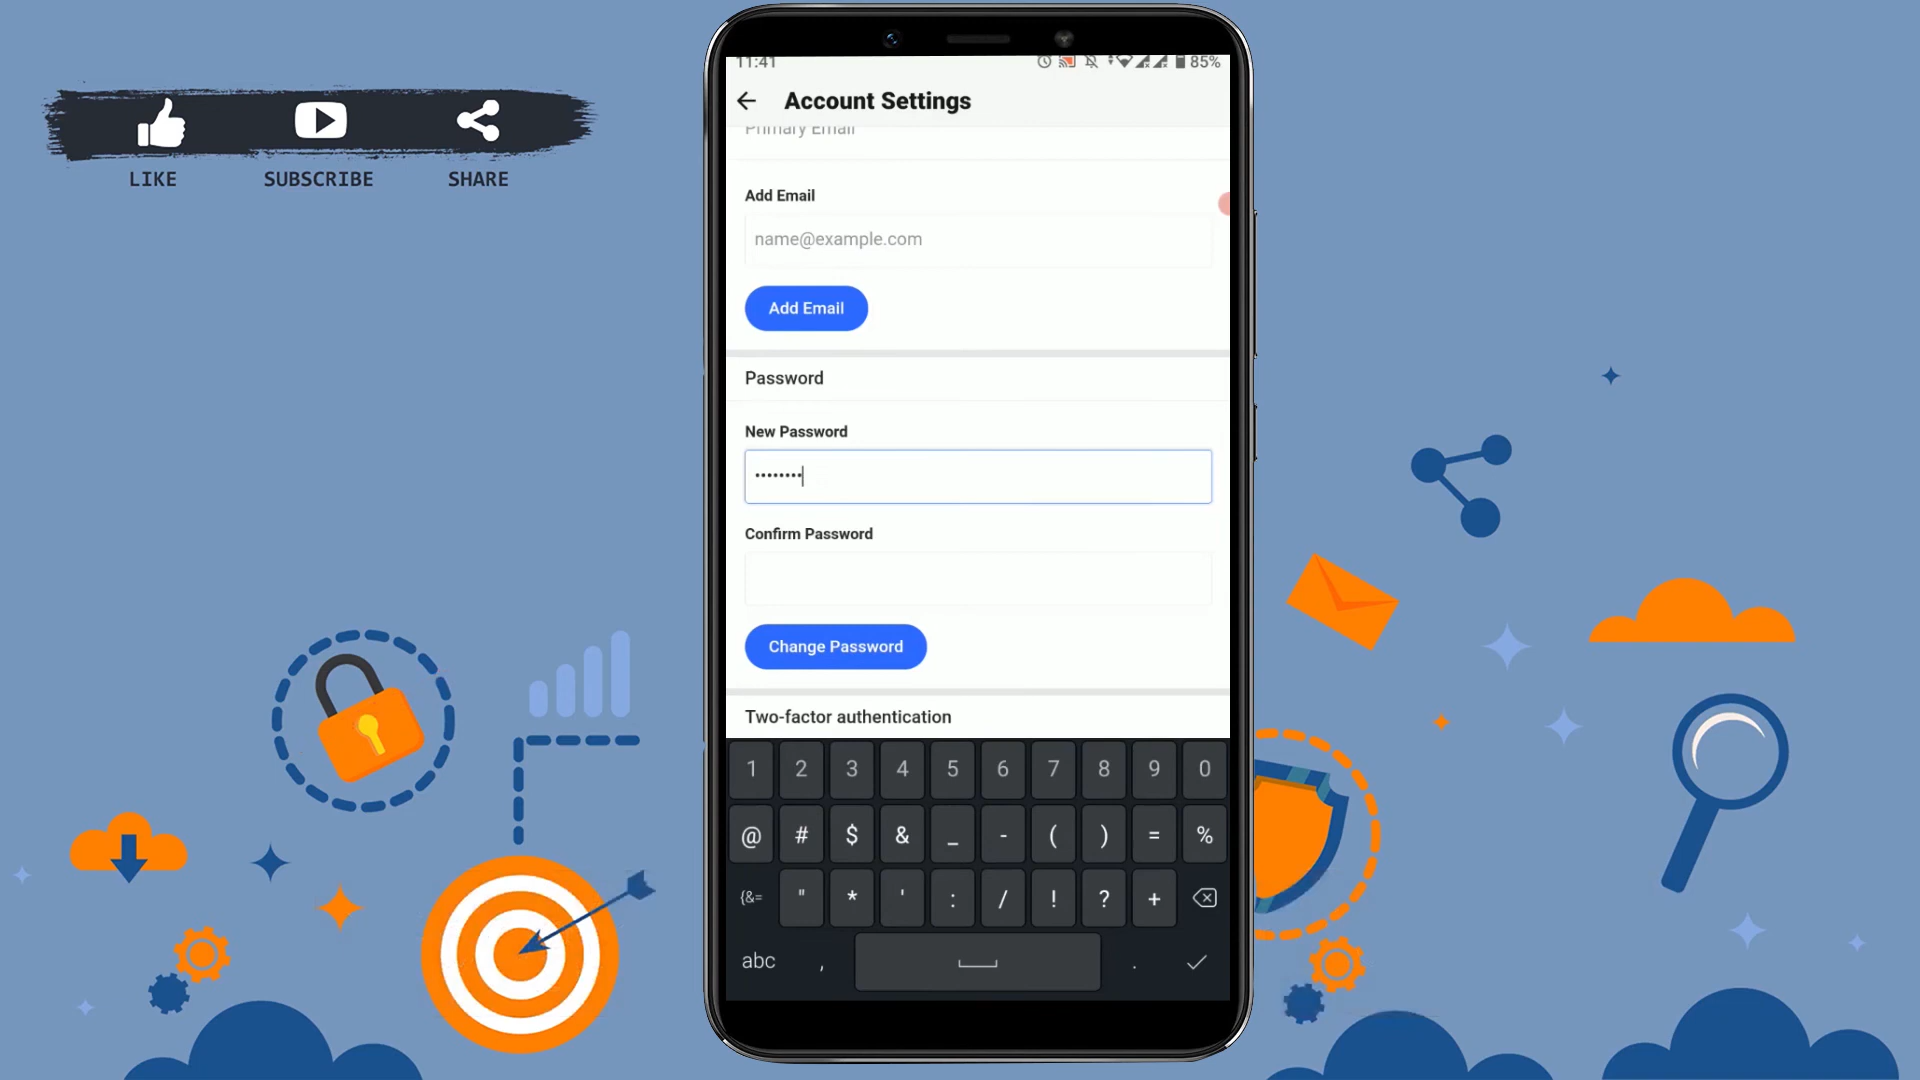 LIKE SUBSCRIBE SHARE
11:41 85%
Account Settings
Primary Email
Add Email
name@example.com
Add Email
Password
New Password
••••••••
Confirm Password
Change Password
Two-factor authentication
1 2 3 4 5 6 7 8 9 0
@ # $ & _ - ( ) = %
{&= " * ' : / ! ? +
abc , .